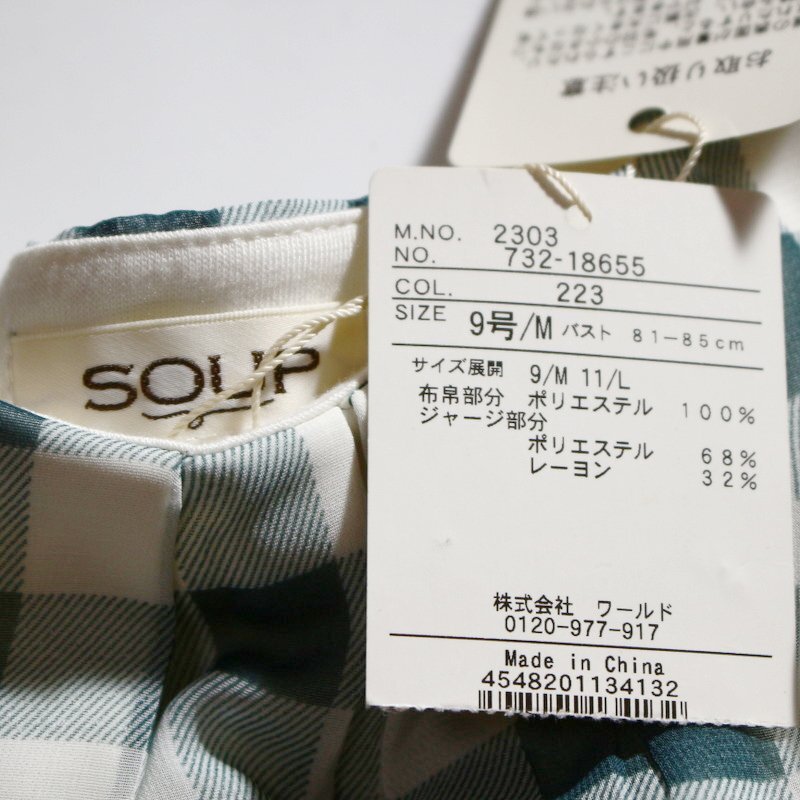 お取り扱い注意
SOUP
M.NO. 2303
NO. 732-18655
COL. 223
SIZE 9号/M バスト 81-85cm
サイズ展開 9/M 11/L
布帛部分 ポリエステル 100%
ジャージ部分
ポリエステル 68%
レーヨン 32%
株式会社 ワールド
0120-977-917
Made in China
4548201134132